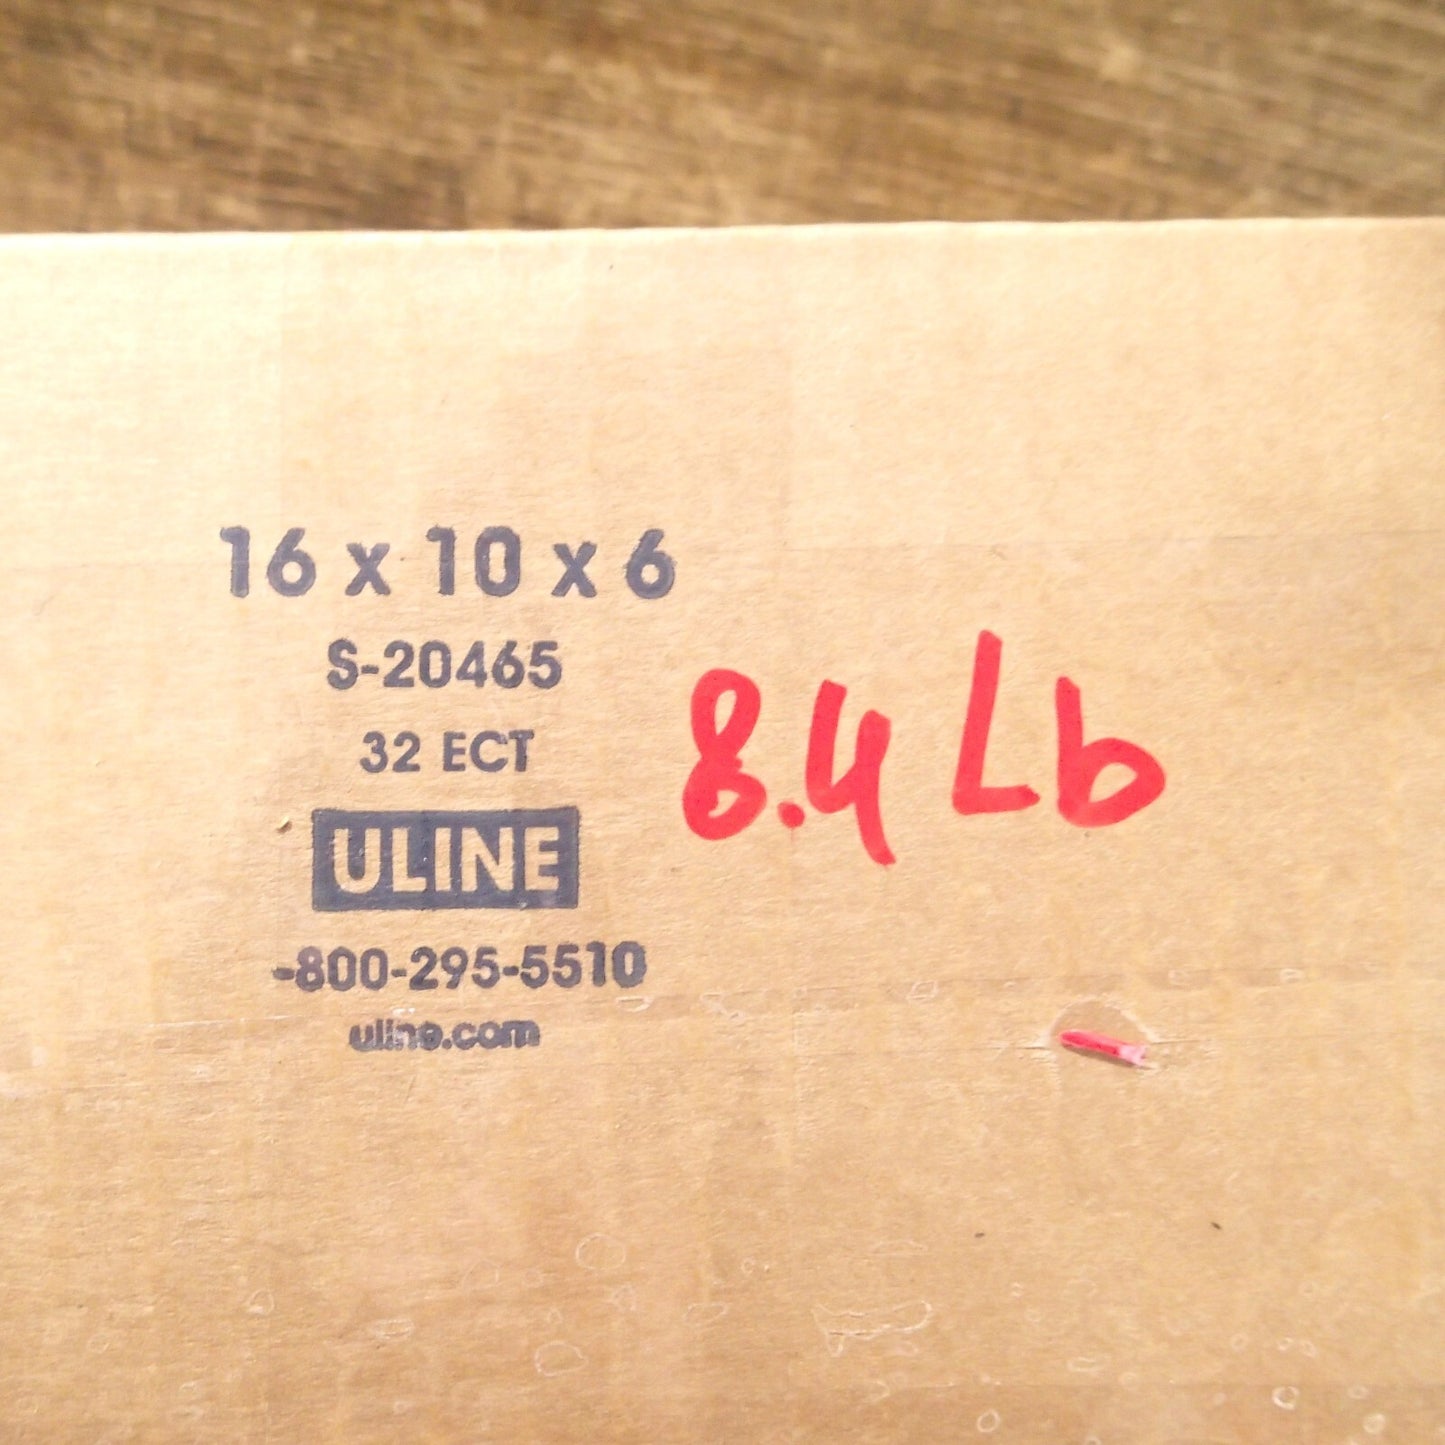 16 x 10 x 6
S-20465
32 ECT
8.4 Lb
ULINE
-800-295-5510
uline.com